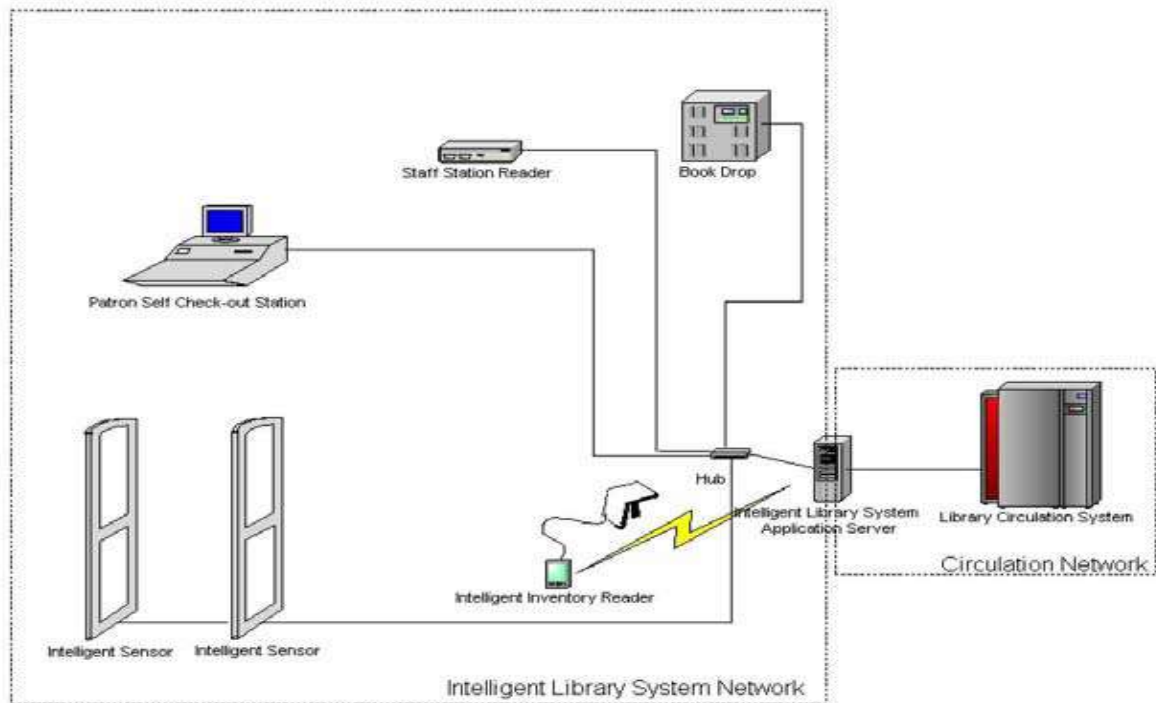 Book Drop
Staff Station Reader
Patron Self Check-out Station
Hub
Intelligent Library System
Application Server
Library Circulation System
Circulation Network
Intelligent Inventory Reader
Intelligent Sensor
Intelligent Sensor
Intelligent Library System Network